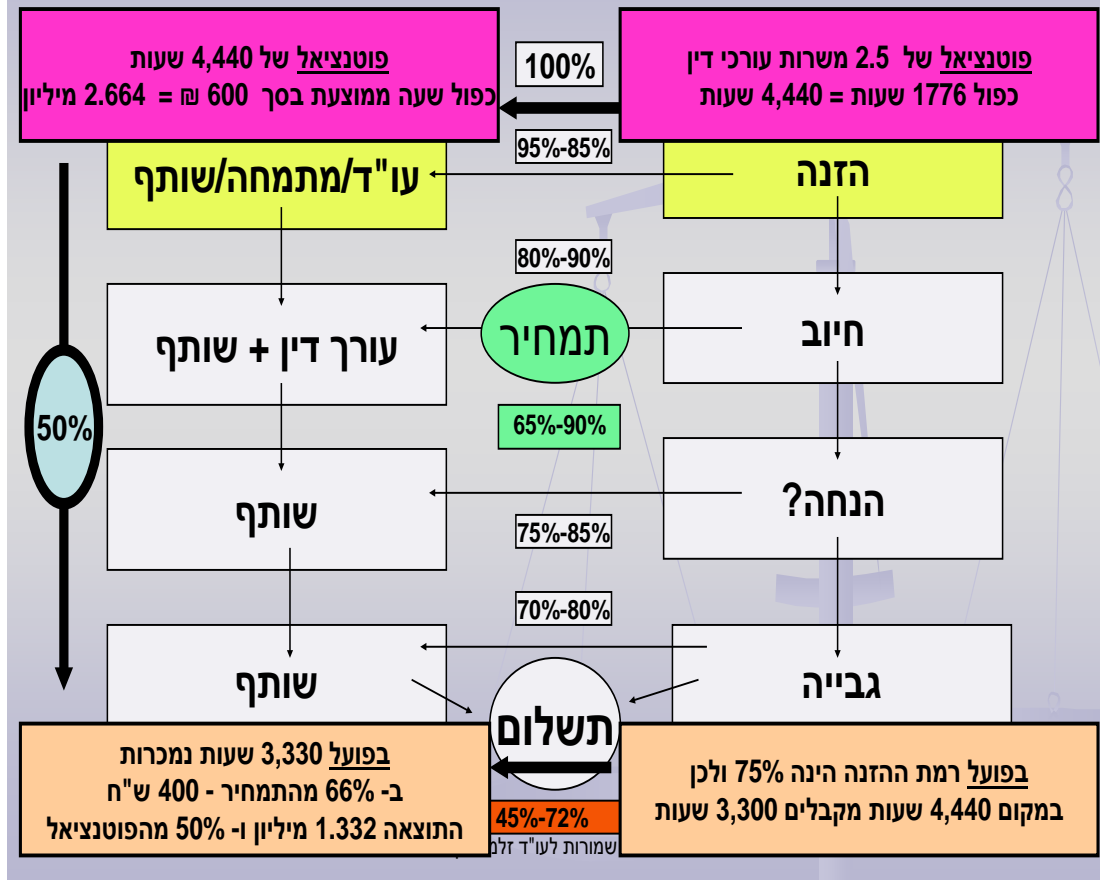 פוטנציאל של 2.5 משרות עורכי דין
כפול 1776 שעות = 4,440 שעות
100%
פוטנציאל של 4,440 שעות
כפול שעה ממוצעת בסך 600 ₪ = 2.664 מיליון
הזנה
95%-85%
עו"ד/מתמחה/שותף
80%-90%
חיוב
תמחיר
עורך דין + שותף
65%-90%
50%
הנחה?
שותף
75%-85%
70%-80%
גבייה
שותף
תשלום
בפועל רמת ההזנה הינה 75% ולכן
במקום 4,440 שעות מקבלים 3,300 שעות
בפועל 3,330 שעות נמכרות
ב- 66% מהתמחיר - 400 ש"ח
התוצאה 1.332 מיליון ו- 50% מהפוטנציאל
45%-72%
שמורות לעו"ד